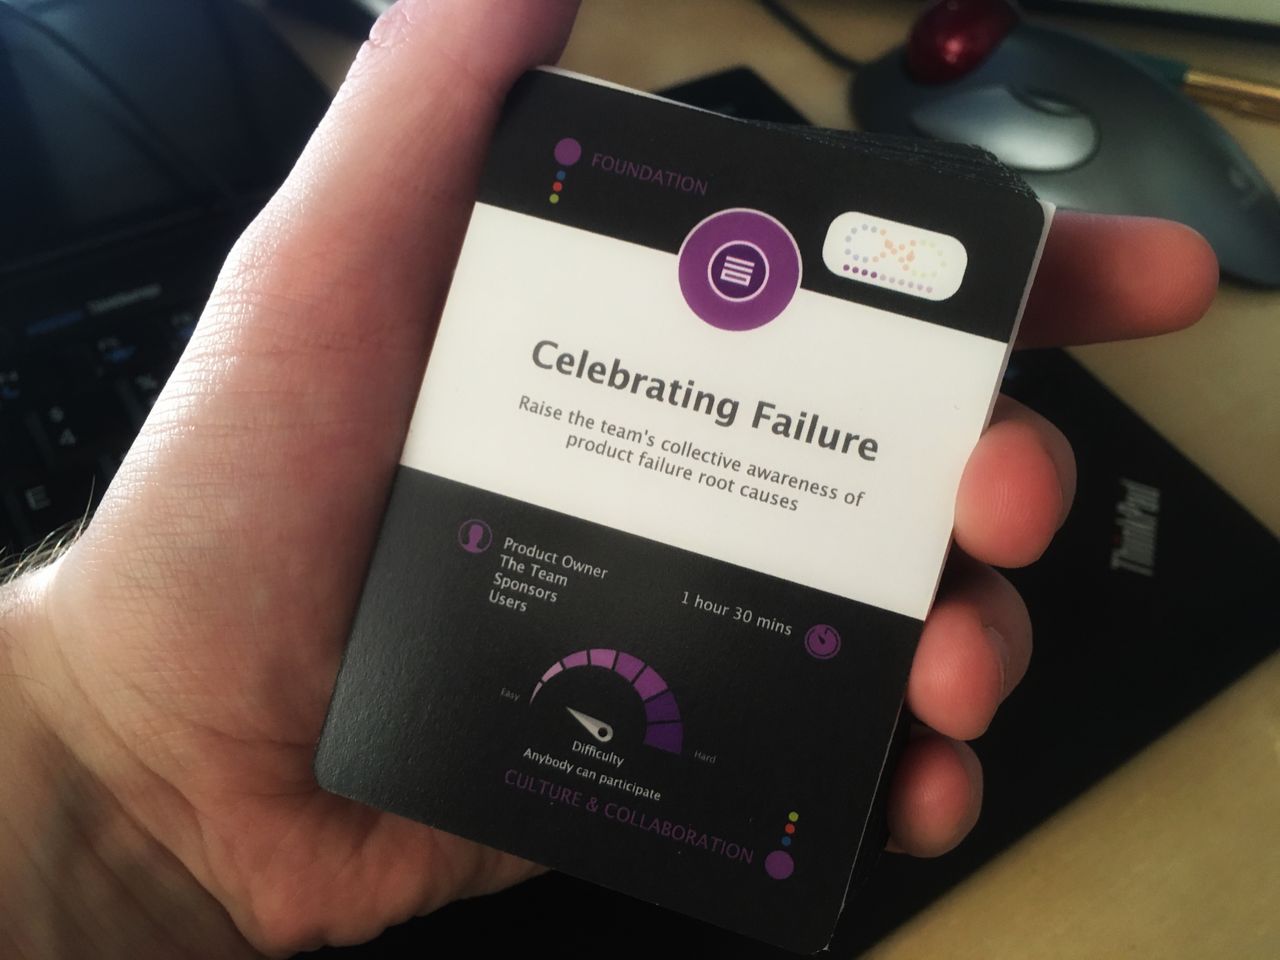 FOUNDATION
Celebrating Failure
Raise the team's collective awareness of
product failure root causes
Product Owner
The Team
Sponsors
Users
1 hour 30 mins
Easy
Hard
Difficulty
Anybody can participate
CULTURE & COLLABORATION
ThinkPad
$
4
E